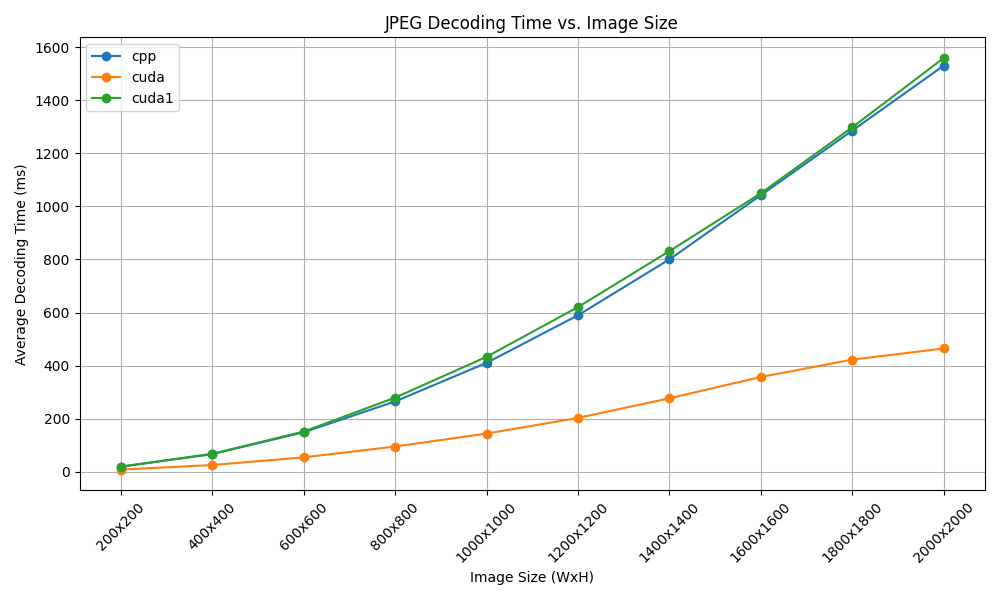 JPEG Decoding Time vs. Image Size
cpp
cuda
cuda1
Average Decoding Time (ms)
1600
1400
1200
1000
800
600
400
200
0
200x200
400x400
600x600
800x800
1000x1000
1200x1200
1400x1400
1600x1600
1800x1800
2000x2000
Image Size (WxH)